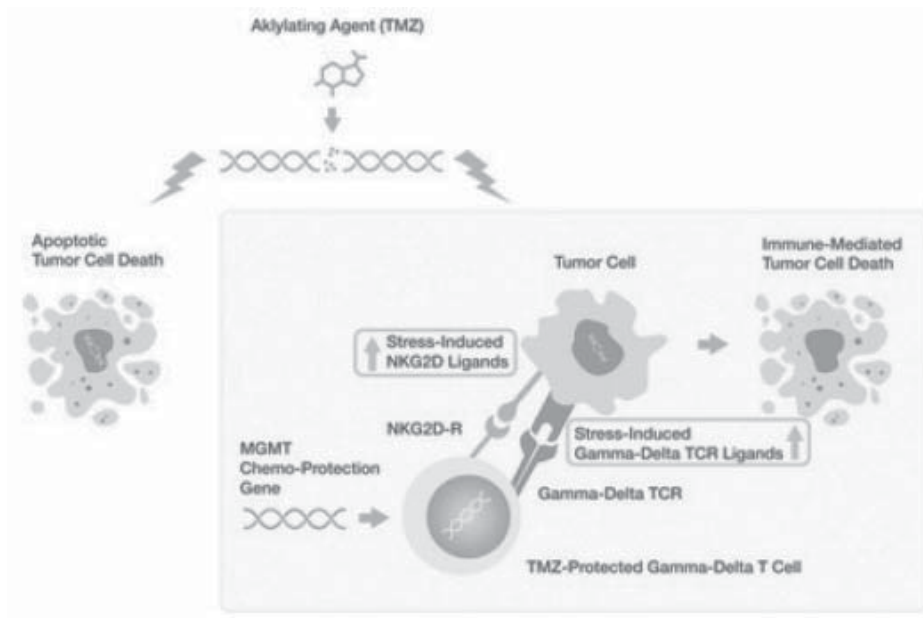 Aklylating Agent (TMZ)
Apoptotic
Tumor Cell Death
Tumor Cell
Immune-Mediated
Tumor Cell Death
Stress-Induced
NKG2D Ligands
NKG2D-R
Stress-Induced
Gamma-Delta TCR Ligands
MGMT
Chemo-Protection
Gene
Gamma-Delta TCR
TMZ-Protected Gamma-Delta T Cell